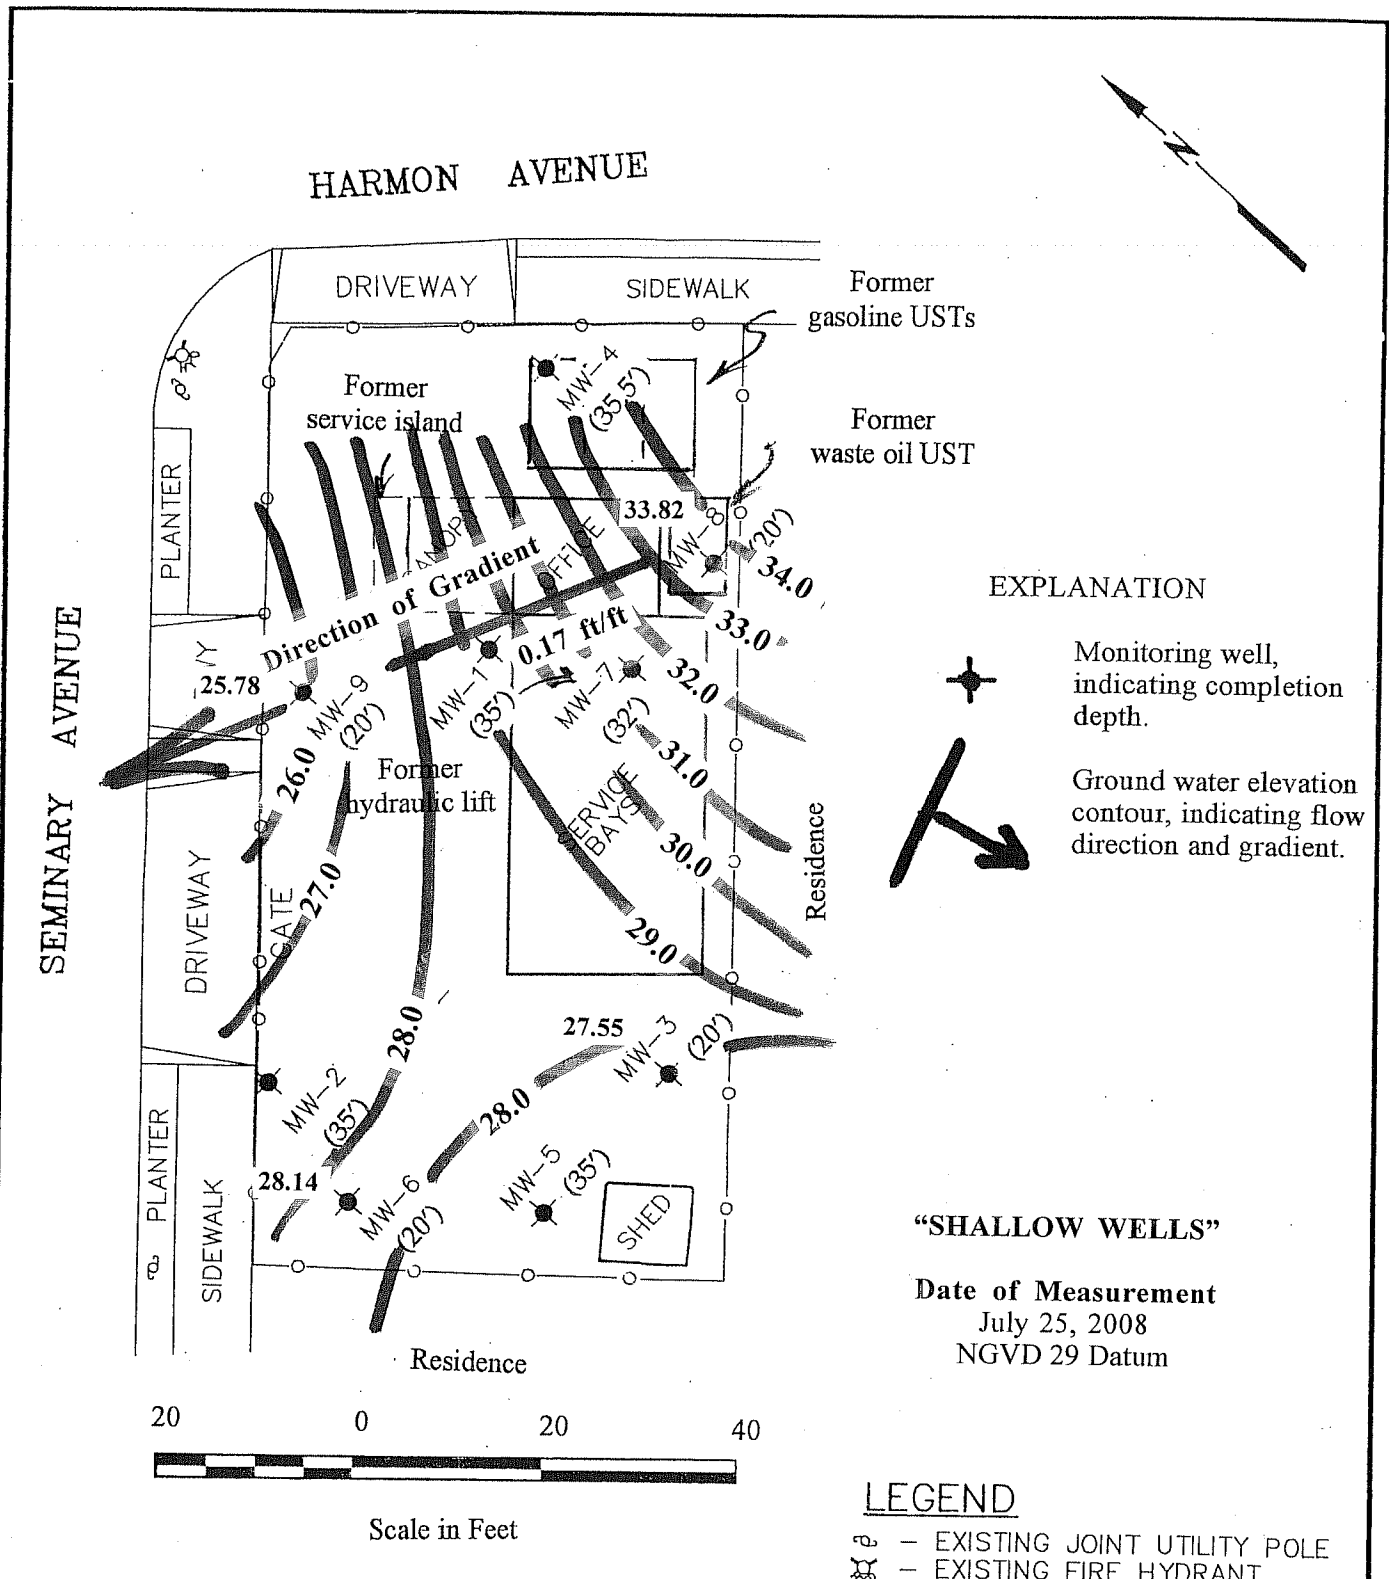 HARMON AVENUE
N
DRIVEWAY
SIDEWALK
Former
gasoline USTs
MW-4
(35.5')
Former
service island
Former
waste oil UST
PLANTER
33.82
MW-8
(20')
34.0
OFFICE
Direction of Gradient
0.17 ft/ft
33.0
32.0
31.0
30.0
29.0
EXPLANATION
Monitoring well,
indicating completion
depth.
Ground water elevation
contour, indicating flow
direction and gradient.
SEMINARY AVENUE
25.78
MW-9
(20')
MW-1
(35')
MW-7
(32')
26.0
27.0
Former
hydraulic lift
SERVICE
BAYS
Residence
DRIVEWAY
GATE
28.0
27.55
MW-3
(20')
MW-2
(35')
28.0
28.14
MW-6
(20')
MW-5
(35')
SHED
PLANTER
SIDEWALK
"SHALLOW WELLS"
Date of Measurement
July 25, 2008
NGVD 29 Datum
Residence
20 0 20 40
Scale in Feet
LEGEND
– EXISTING JOINT UTILITY POLE
– EXISTING FIRE HYDRANT